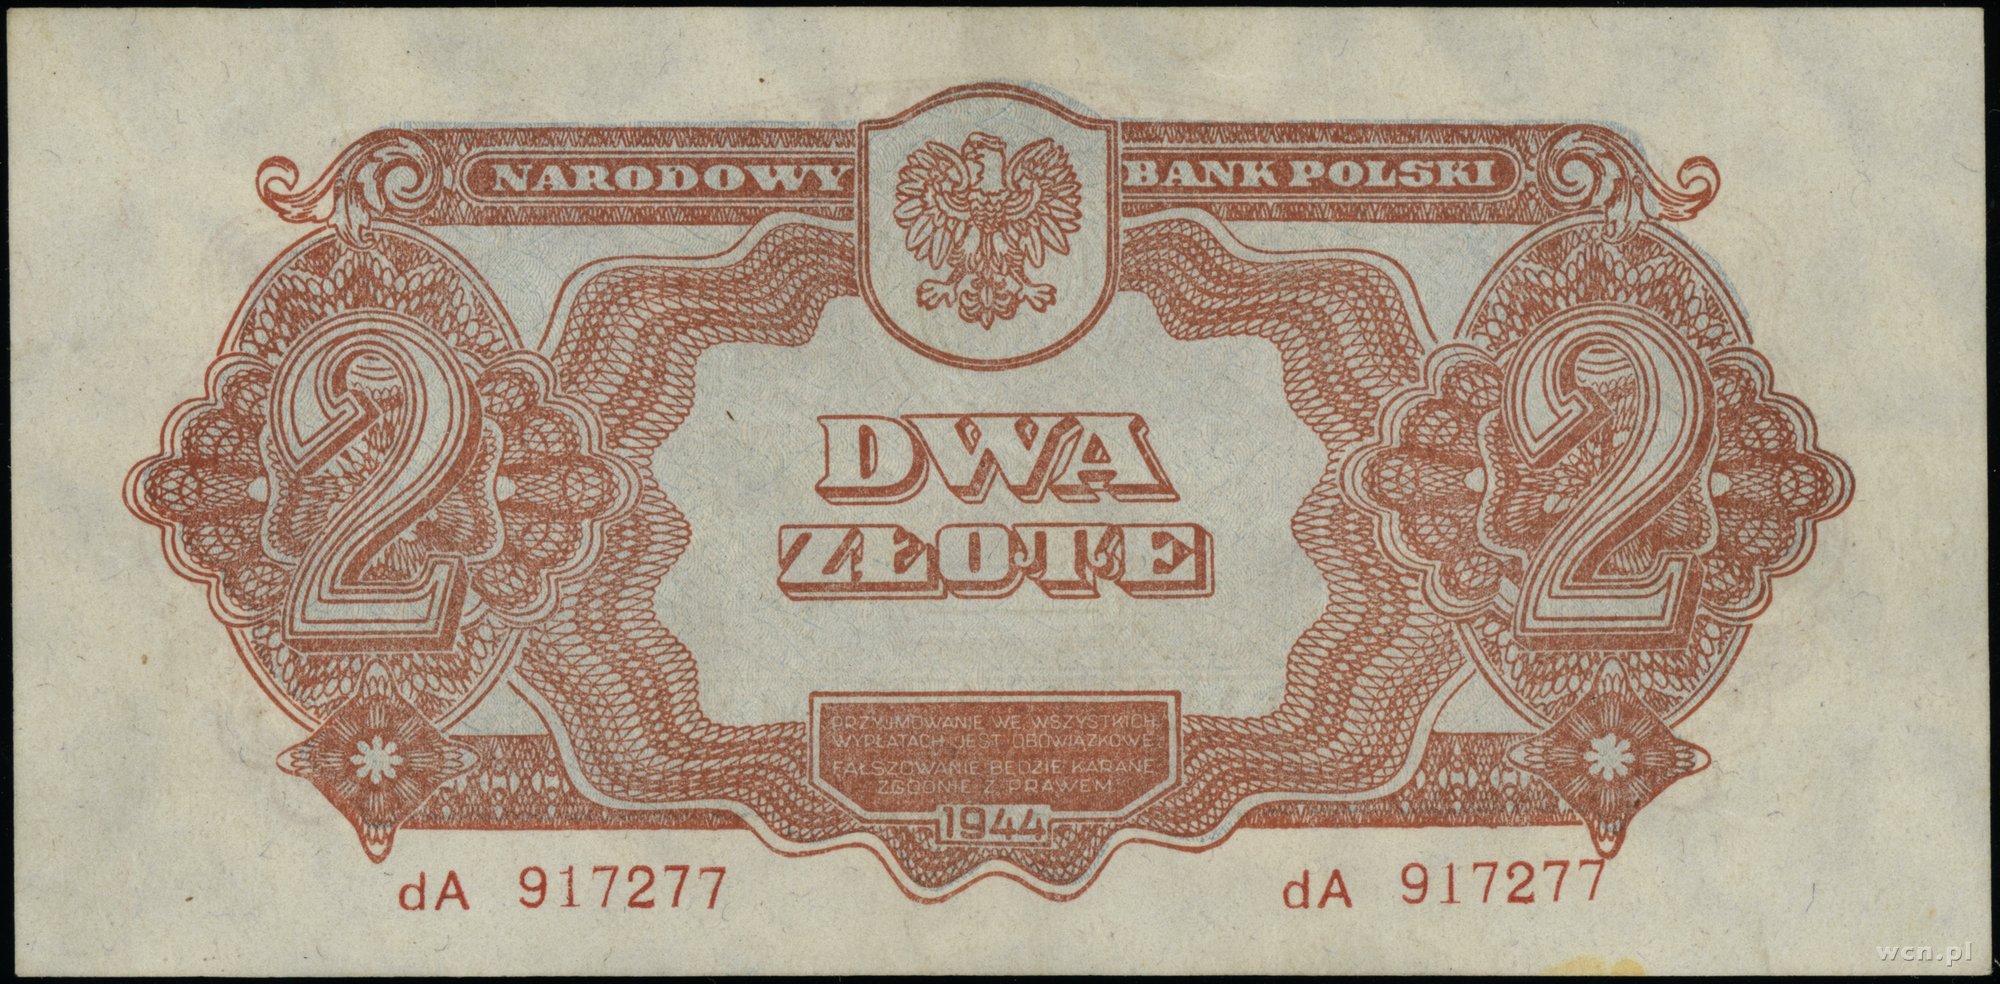 NARODOWY BANK POLSKI
2 2
DWA
ZŁOTE
PRZYJMOWANIE WE WSZYSTKICH
WYPŁATACH JEST OBOWIĄZKOWE.
FAŁSZOWANIE BĘDZIE KARANE
ZGODNIE Z PRAWEM
1944
dA 917277 dA 917277
wcn.pl